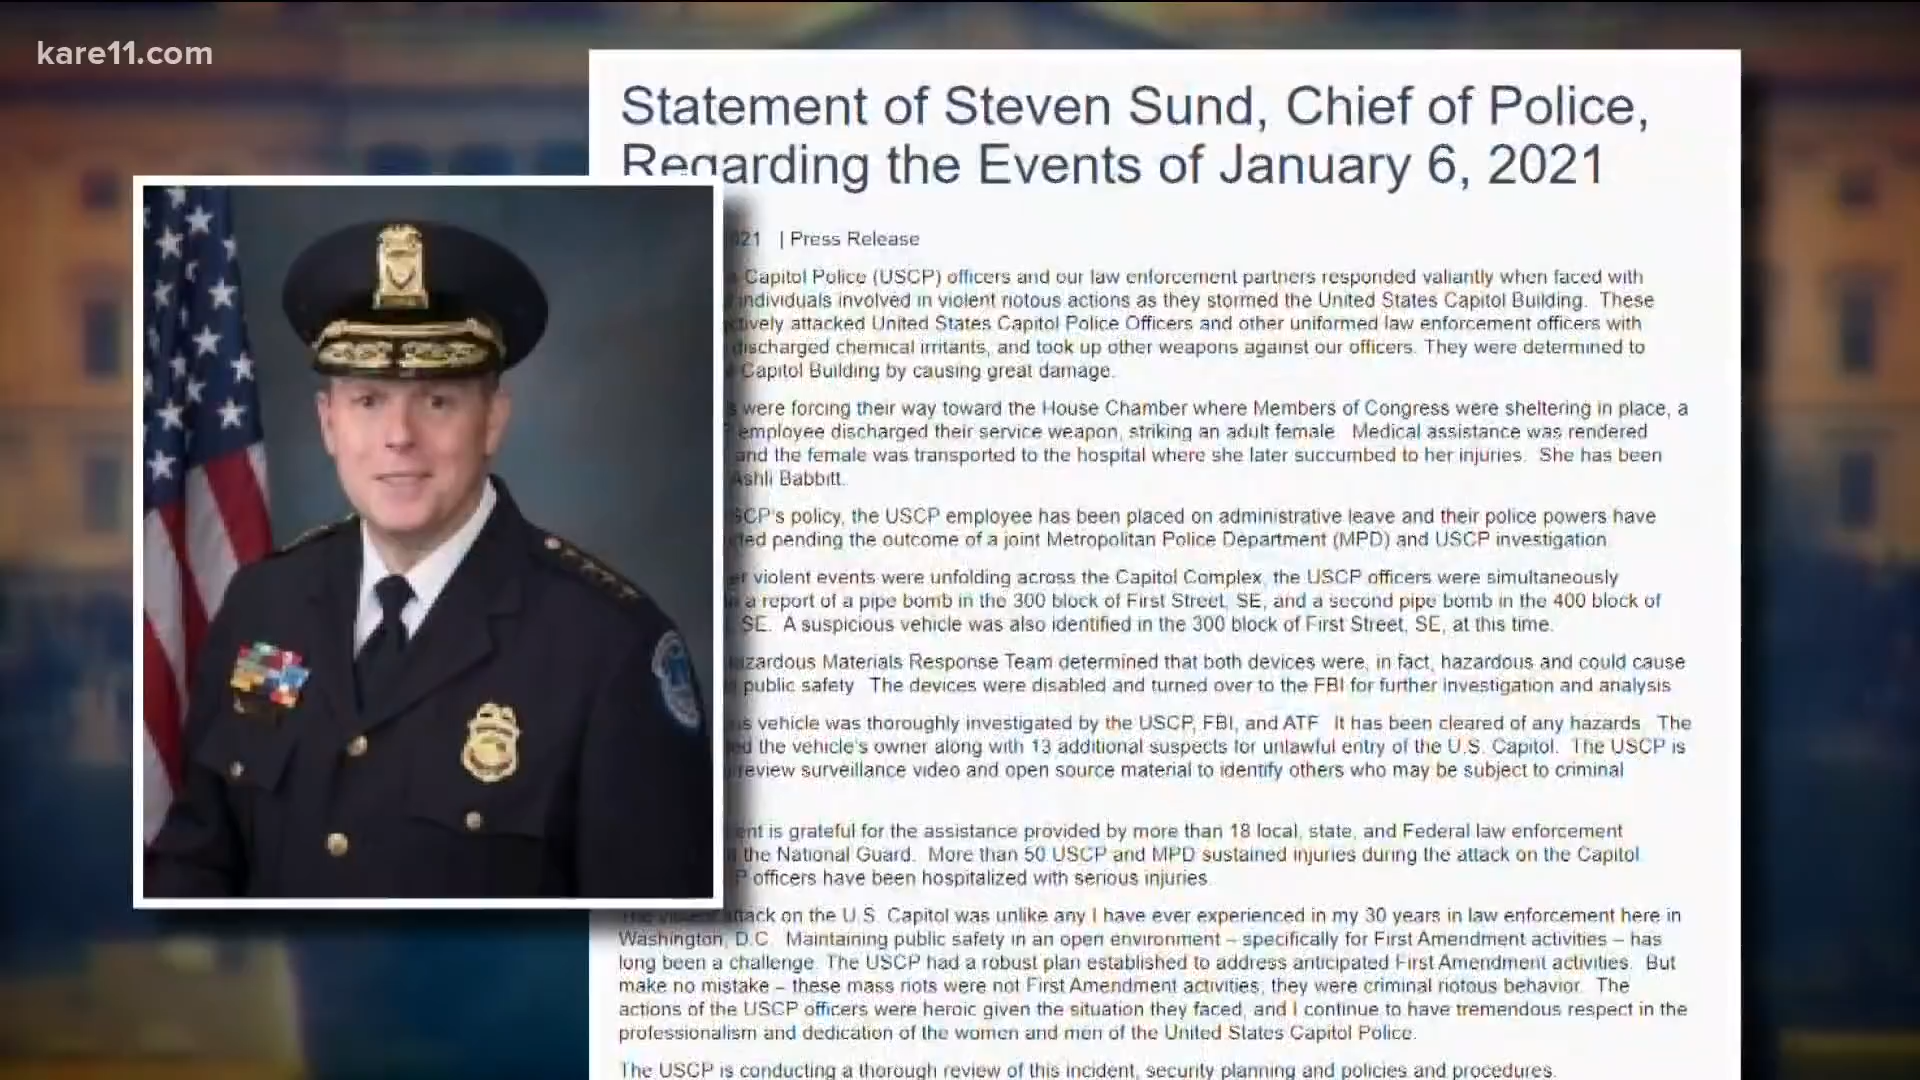 kare11.com
Statement of Steven Sund, Chief of Police,
Regarding the Events of January 6, 2021
| Press Release
Capitol Police (USCP) officers and our law enforcement partners responded valiantly when faced with
individuals involved in violent riotous actions as they stormed the United States Capitol Building. These
attacked United States Capitol Police Officers and other uniformed law enforcement officers with
discharged chemical irritants, and took up other weapons against our officers. They were determined to
Capitol Building by causing great damage.
were forcing their way toward the House Chamber where Members of Congress were sheltering in place, a
employee discharged their service weapon, striking an adult female Medical assistance was rendered
and the female was transported to the hospital where she later succumbed to her injuries. She has been
Ashli Babbitt.
policy, the USCP employee has been placed on administrative leave and their police powers have
pending the outcome of a joint Metropolitan Police Department (MPD) and USCP investigation
violent events were unfolding across the Capitol Complex, the USCP officers were simultaneously
a report of a pipe bomb in the 300 block of First Street, SE, and a second pipe bomb in the 400 block of
SE. A suspicious vehicle was also identified in the 300 block of First Street, SE, at this time.
Materials Response Team determined that both devices were, in fact, hazardous and could cause
public safety The devices were disabled and turned over to the FBI for further investigation and analysis
vehicle was thoroughly investigated by the USCP, FBI, and ATF It has been cleared of any hazards The
the vehicle's owner along with 13 additional suspects for unlawful entry of the U.S. Capitol. The USCP is
review surveillance video and open source material to identify others who may be subject to criminal
is grateful for the assistance provided by more than 18 local, state, and Federal law enforcement
the National Guard. More than 50 USCP and MPD sustained injuries during the attack on the Capitol
officers have been hospitalized with serious injuries.
The violent attack on the U.S. Capitol was unlike any I have ever experienced in my 30 years in law enforcement here in
Washington, D.C. Maintaining public safety in an open environment – specifically for First Amendment activities – has
long been a challenge. The USCP had a robust plan established to address anticipated First Amendment activities. But
make no mistake – these mass riots were not First Amendment activities, they were criminal riotous behavior. The
actions of the USCP officers were heroic given the situation they faced, and I continue to have tremendous respect in the
professionalism and dedication of the women and men of the United States Capitol Police.
The USCP is conducting a thorough review of this incident, security planning and policies and procedures.